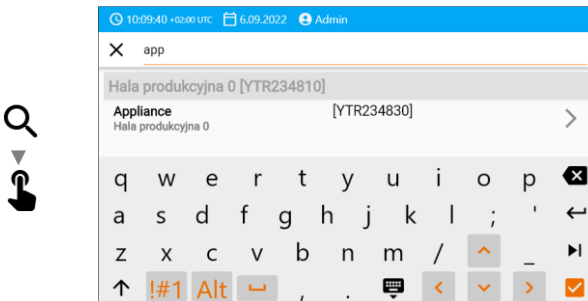 10:09:40 +02:00 UTC 6.09.2022 Admin
app
Hala produkcyjna 0 [YTR234810]
Appliance [YTR234830]
Hala produkcyjna 0
q w e r t y u i o p
a s d f g h j k l ; '
z x c v b n m / _
!#1 Alt , .